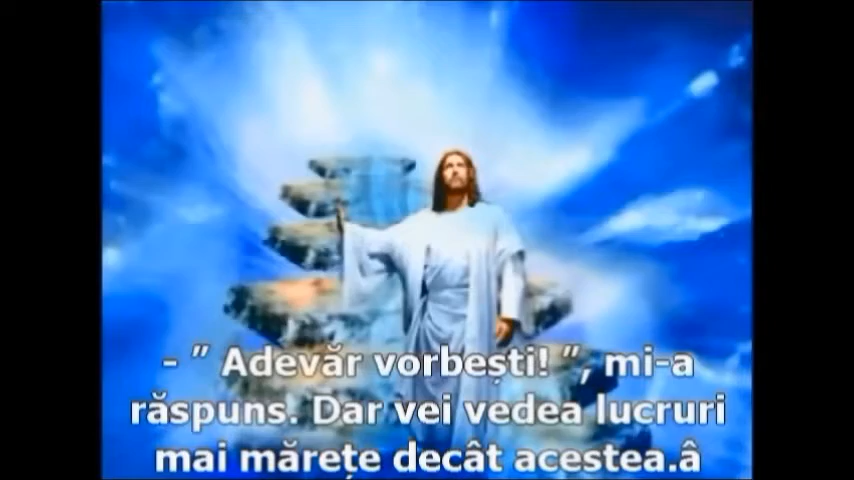 - ” Adevăr vorbești! ”, mi-a
răspuns. Dar vei vedea lucruri
mai mărețe decât acestea.â